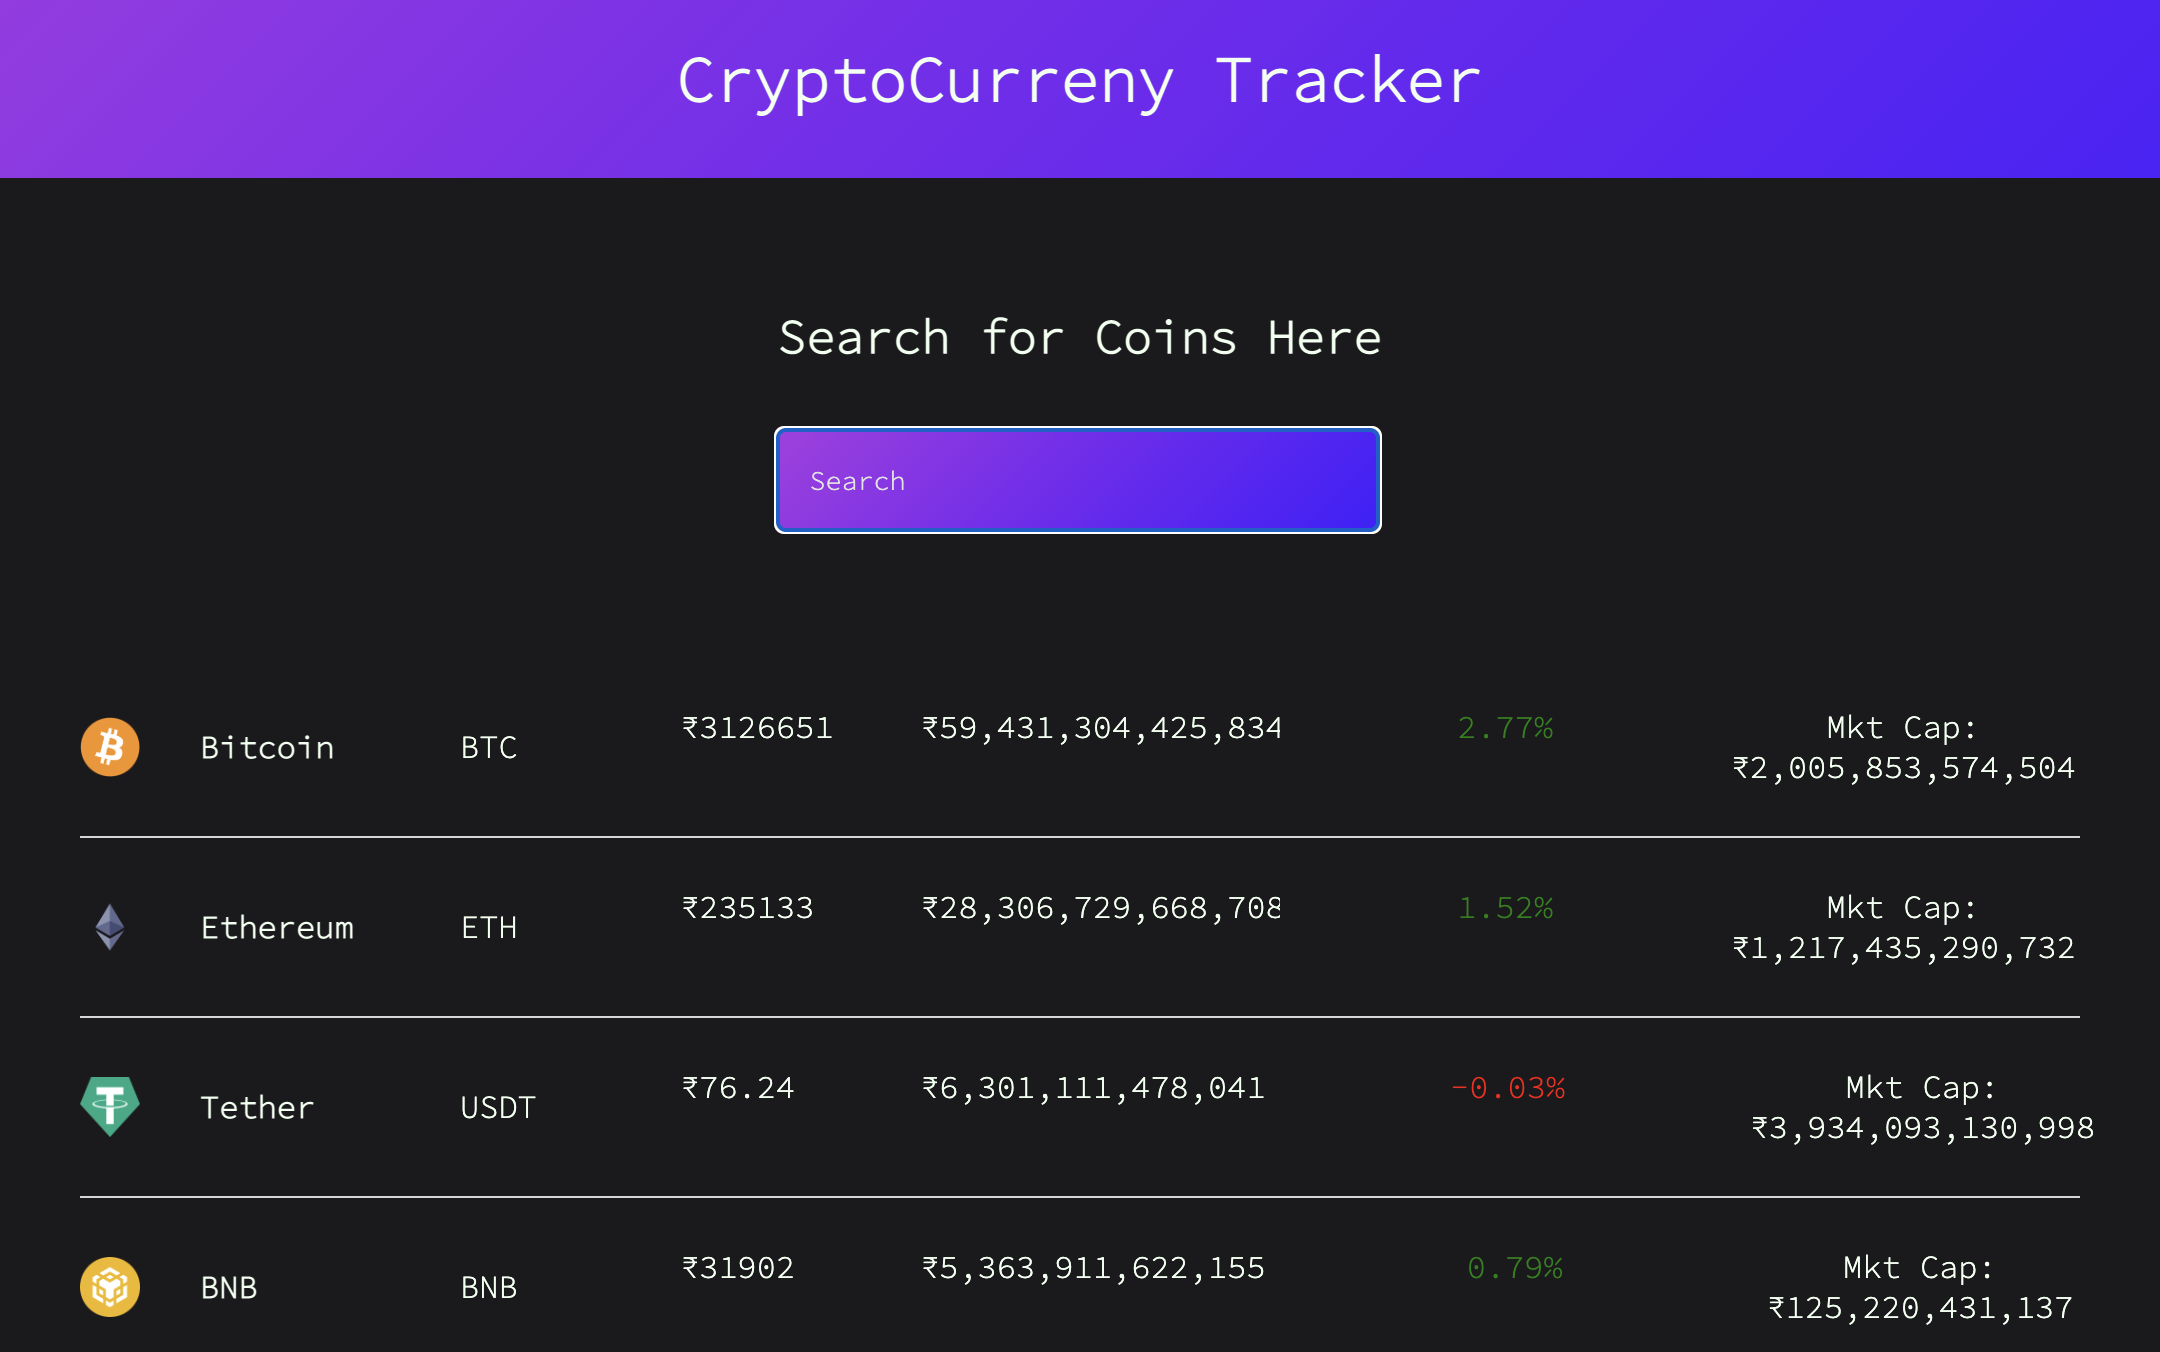 CryptoCurreny Tracker
Search for Coins Here
Search
Bitcoin BTC ₹3126651 ₹59,431,304,425,834 2.77% Mkt Cap:
₹2,005,853,574,504
Ethereum ETH ₹235133 ₹28,306,729,668,708 1.52% Mkt Cap:
₹1,217,435,290,732
Tether USDT ₹76.24 ₹6,301,111,478,041 -0.03% Mkt Cap:
₹3,934,093,130,998
BNB BNB ₹31902 ₹5,363,911,622,155 0.79% Mkt Cap:
₹125,220,431,137